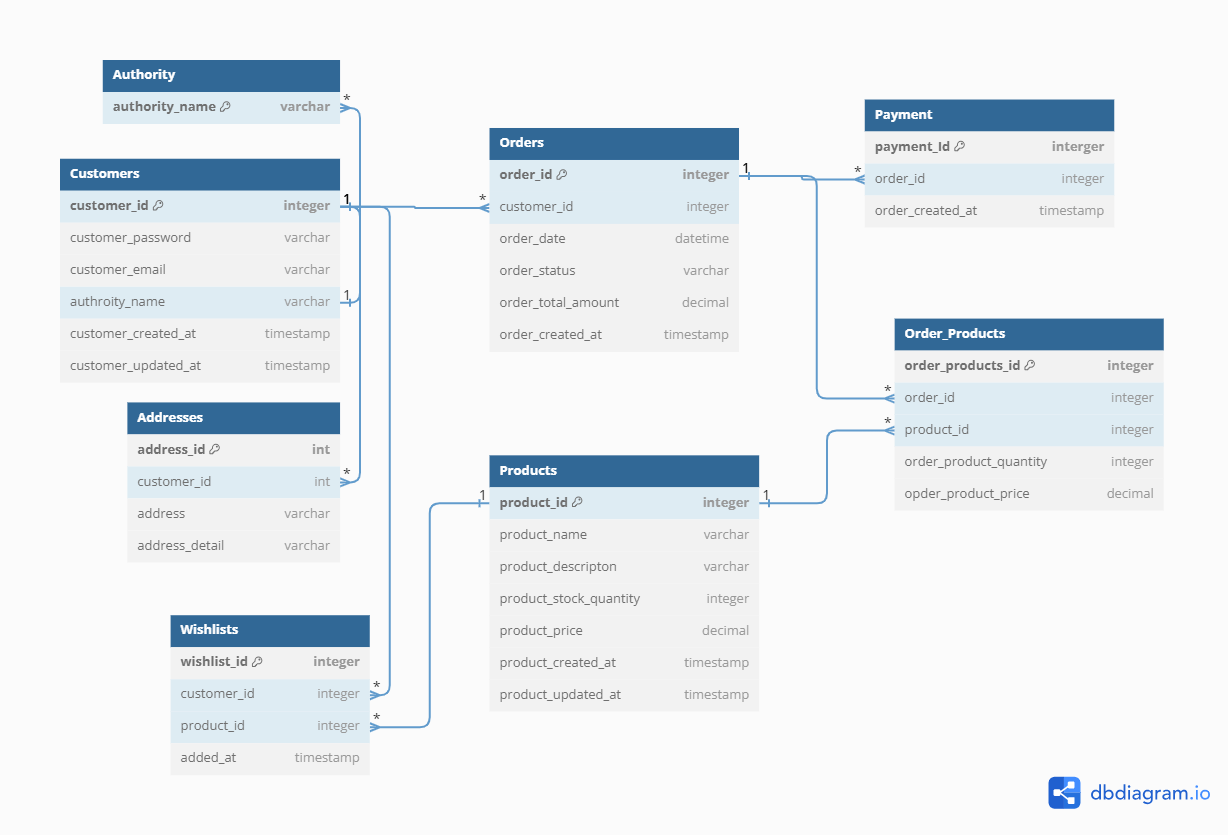 Authority
authority_name varchar
*
Customers
customer_id integer
1
customer_password varchar
customer_email varchar
authroity_name varchar
1
customer_created_at timestamp
customer_updated_at timestamp
Addresses
address_id int
customer_id int
*
address varchar
address_detail varchar
Wishlists
wishlist_id integer
customer_id integer
*
product_id integer
*
added_at timestamp
Orders
order_id integer
1
*
customer_id integer
order_date datetime
order_status varchar
order_total_amount decimal
order_created_at timestamp
Products
1
product_id integer
1
product_name varchar
product_descripton varchar
product_stock_quantity integer
product_price decimal
product_created_at timestamp
product_updated_at timestamp
Payment
payment_Id interger
*
order_id integer
order_created_at timestamp
Order_Products
order_products_id integer
*
order_id integer
*
product_id integer
order_product_quantity integer
opder_product_price decimal
dbdiagram.io